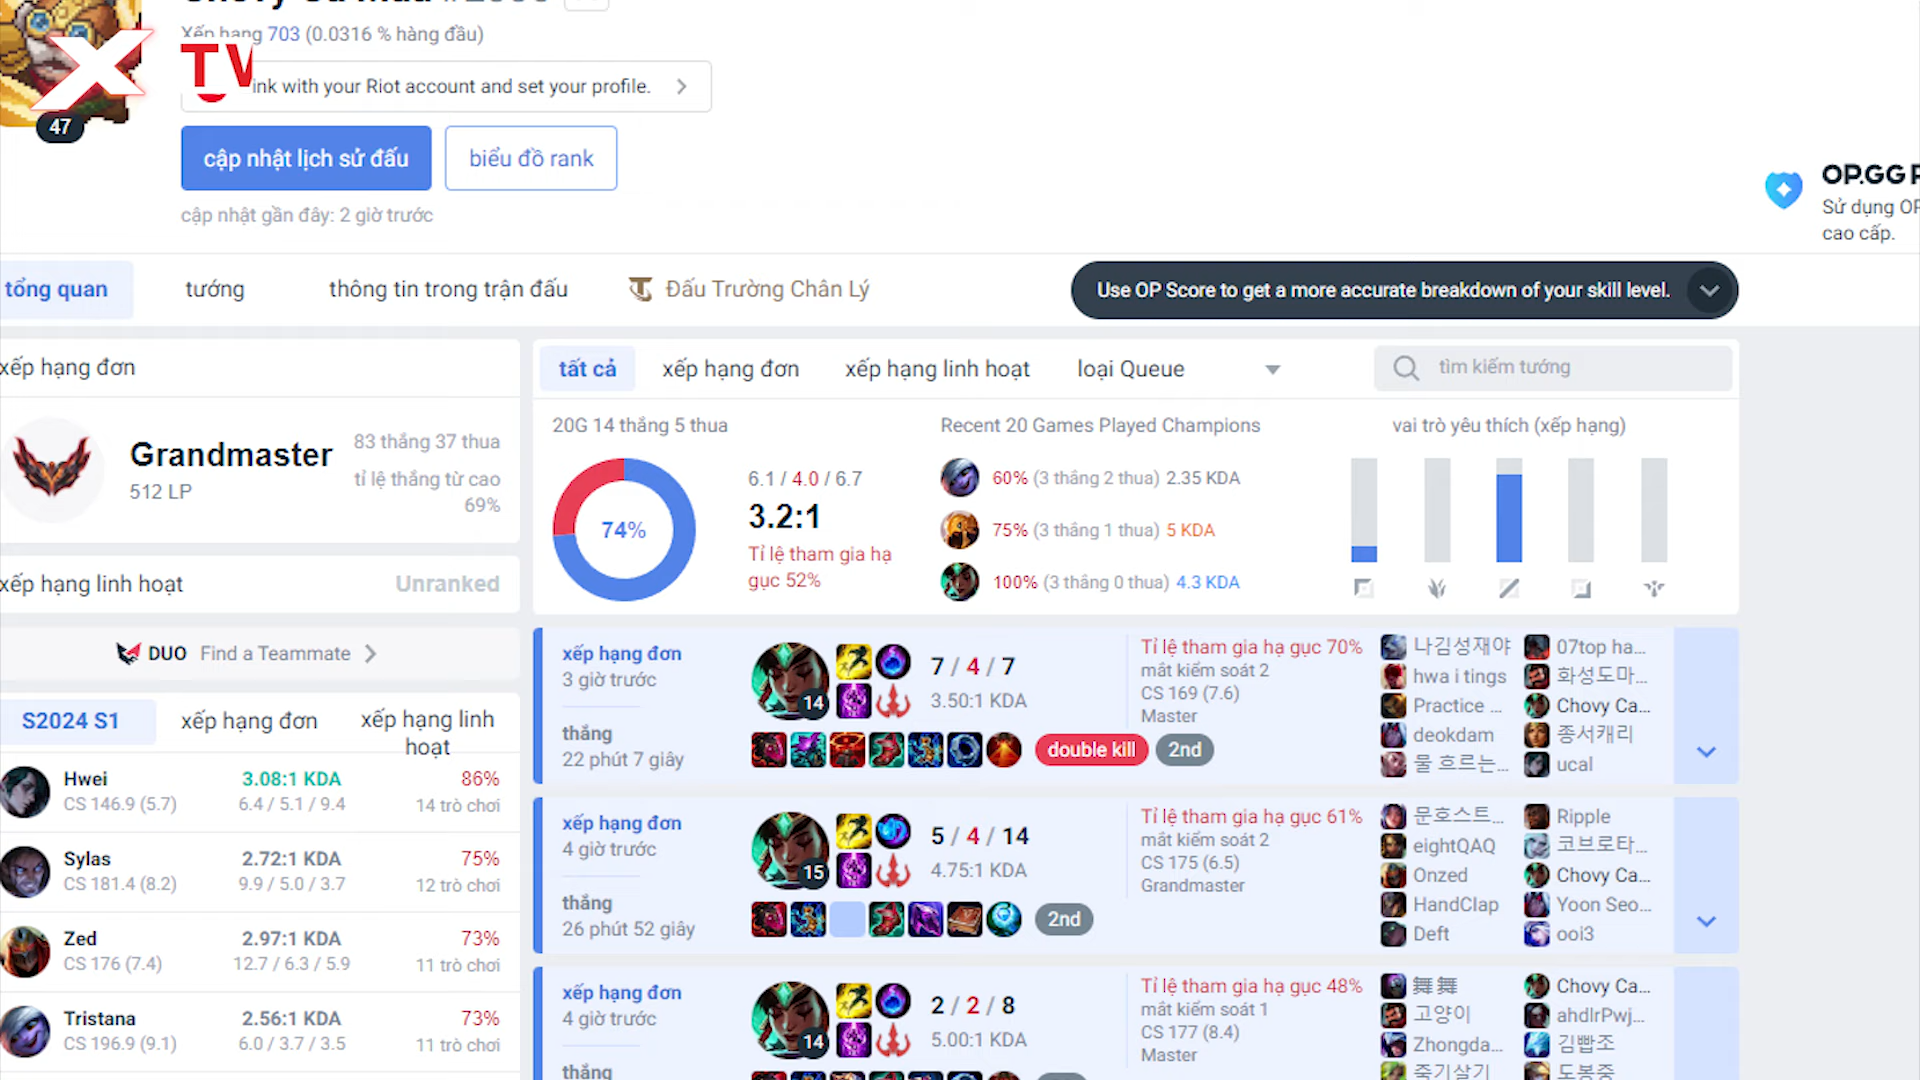 Xếp hạng 703 (0.0316 % hàng đầu)
TV
ink with your Riot account and set your profile.
47
cập nhật lịch sử đấu
biểu đồ rank
cập nhật gần đây: 2 giờ trước
OP.GG
Sử dụng OP
cao cấp.
tổng quan
tướng
thông tin trong trận đấu
Đấu Trường Chân Lý
Use OP Score to get a more accurate breakdown of your skill level.
xếp hạng đơn
Grandmaster
512 LP
83 thắng 37 thua
tỉ lệ thắng từ cao
69%
xếp hạng linh hoạt
Unranked
DUO Find a Teammate
S2024 S1
xếp hạng đơn
xếp hạng linh
hoạt
Hwei
CS 146.9 (5.7)
3.08:1 KDA
6.4 / 5.1 / 9.4
86%
14 trò chơi
Sylas
CS 181.4 (8.2)
2.72:1 KDA
9.9 / 5.0 / 3.7
75%
12 trò chơi
Zed
CS 176 (7.4)
2.97:1 KDA
12.7 / 6.3 / 5.9
73%
11 trò chơi
Tristana
CS 196.9 (9.1)
2.56:1 KDA
6.0 / 3.7 / 3.5
73%
11 trò chơi
tất cả
xếp hạng đơn
xếp hạng linh hoạt
loại Queue
tìm kiếm tướng
20G 14 thắng 5 thua
74%
6.1 / 4.0 / 6.7
3.2:1
Tỉ lệ tham gia hạ
gục 52%
Recent 20 Games Played Champions
60% (3 thắng 2 thua) 2.35 KDA
75% (3 thắng 1 thua) 5 KDA
100% (3 thắng 0 thua) 4.3 KDA
vai trò yêu thích (xếp hạng)
xếp hạng đơn
3 giờ trước
thắng
22 phút 7 giây
14
7 / 4 / 7
3.50:1 KDA
double kill
2nd
Tỉ lệ tham gia hạ gục 70%
mắt kiểm soát 2
CS 169 (7.6)
Master
나김성재야
hwa i tings
Practice ...
deokdam
물 흐르는...
07top ha...
화성도마...
Chovy Ca...
종서캐리
ucal
xếp hạng đơn
4 giờ trước
thắng
26 phút 52 giây
15
5 / 4 / 14
4.75:1 KDA
2nd
Tỉ lệ tham gia hạ gục 61%
mắt kiểm soát 2
CS 175 (6.5)
Grandmaster
문호스트...
eightQAQ
Onzed
HandClap
Deft
Ripple
코브로타...
Chovy Ca...
Yoon Seo...
ooi3
xếp hạng đơn
4 giờ trước
thắng
14
2 / 2 / 8
5.00:1 KDA
Tỉ lệ tham gia hạ gục 48%
mắt kiểm soát 1
CS 177 (8.4)
Master
舞舞
고양이
Zhongda...
죽기살기
Chovy Ca...
ahdlrPwj...
김빱조
도봉중